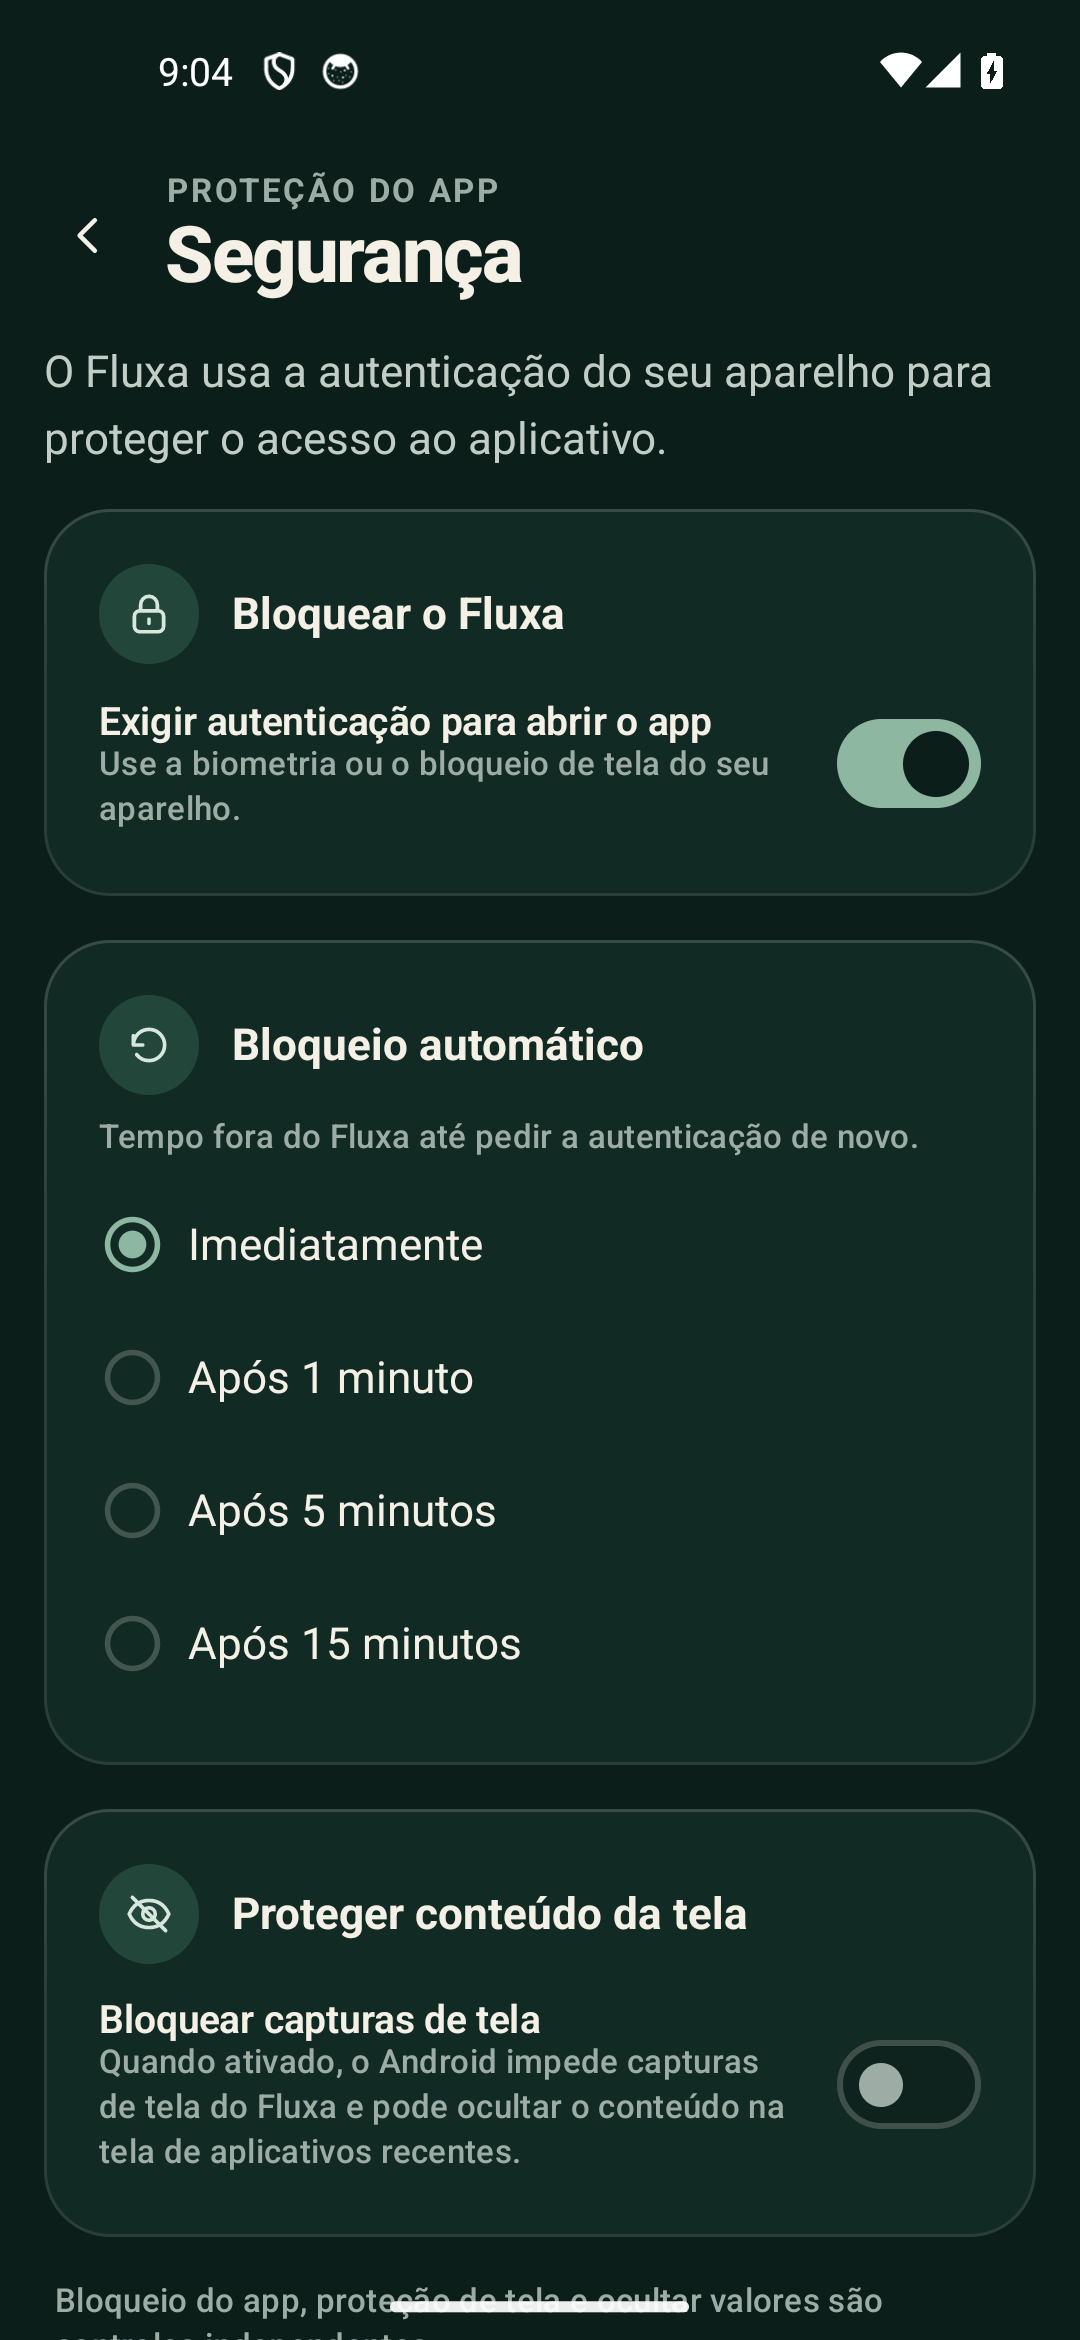 9:04
PROTEÇÃO DO APP
Segurança
O Fluxa usa a autenticação do seu aparelho para
proteger o acesso ao aplicativo.
Bloquear o Fluxa
Exigir autenticação para abrir o app
Use a biometria ou o bloqueio de tela do seu
aparelho.
Bloqueio automático
Tempo fora do Fluxa até pedir a autenticação de novo.
Imediatamente
Após 1 minuto
Após 5 minutos
Após 15 minutos
Proteger conteúdo da tela
Bloquear capturas de tela
Quando ativado, o Android impede capturas
de tela do Fluxa e pode ocultar o conteúdo na
tela de aplicativos recentes.
Bloqueio do app, proteção de tela e ocultar valores são